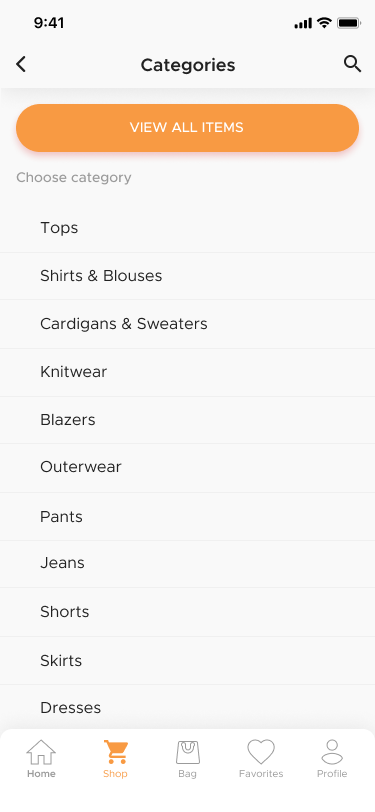 9:41
Categories
VIEW ALL ITEMS
Choose category
Tops
Shirts & Blouses
Cardigans & Sweaters
Knitwear
Blazers
Outerwear
Pants
Jeans
Shorts
Skirts
Dresses
Home Shop Bag Favorites Profile